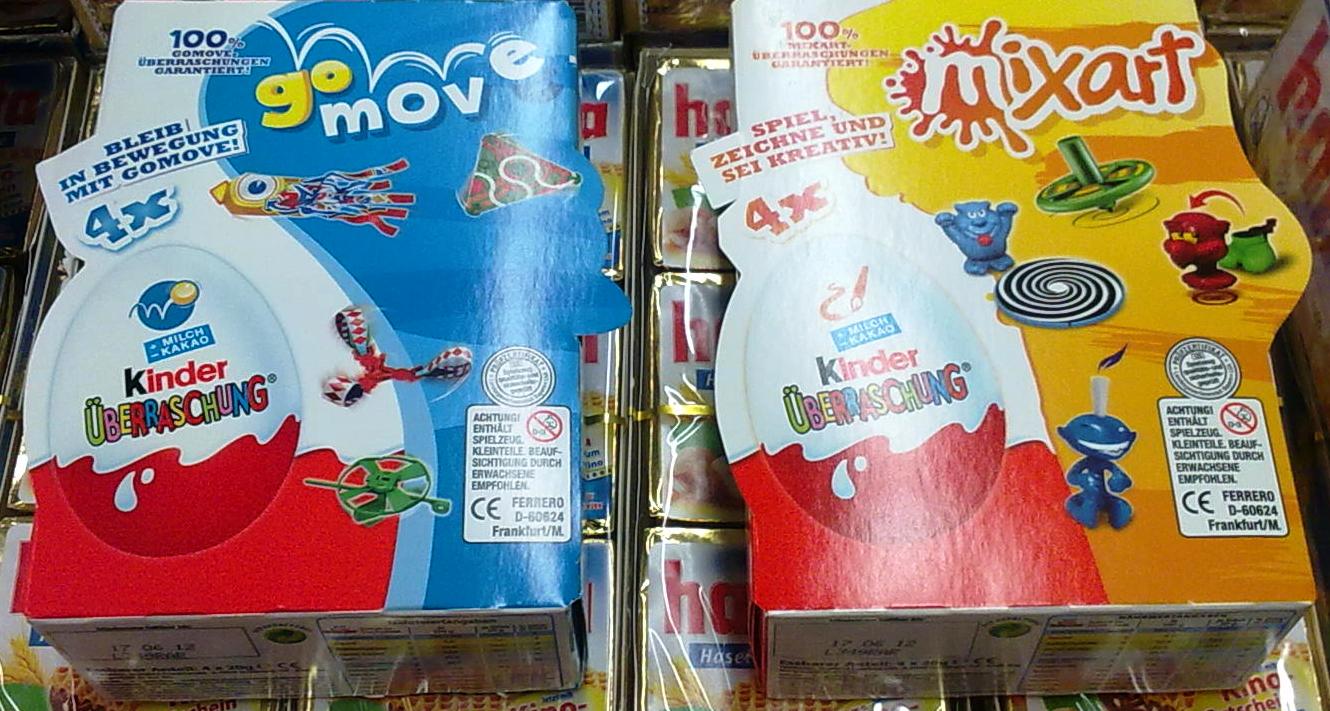 100%
GOMOVE-
ÜBERRASCHUNGEN
GARANTIERT!
go
move
BLEIB
IN BEWEGUNG
MIT GOMOVE!
4x
+ MILCH
- KAKAO
Kinder
ÜBERRASCHUNG®
ACHTUNG!
ENTHÄLT
SPIELZEUG.
KLEINTEILE. BEAUF-
SICHTIGUNG DURCH
ERWACHSENE
EMPFOHLEN.
CE FERRERO
D-60624
Frankfurt/M.
17 06 12
100%
MIXART-
ÜBERRASCHUNGEN
GARANTIERT!
mixart
SPIEL,
ZEICHNE UND
SEI KREATIV!
4x
+ MILCH
- KAKAO
Kinder
ÜBERRASCHUNG®
ACHTUNG!
ENTHÄLT
SPIELZEUG.
KLEINTEILE. BEAUF-
SICHTIGUNG DURCH
ERWACHSENE
EMPFOHLEN.
CE FERRERO
D-60624
Frankfurt/M.
17 06 12
ha
h
ha
Hase